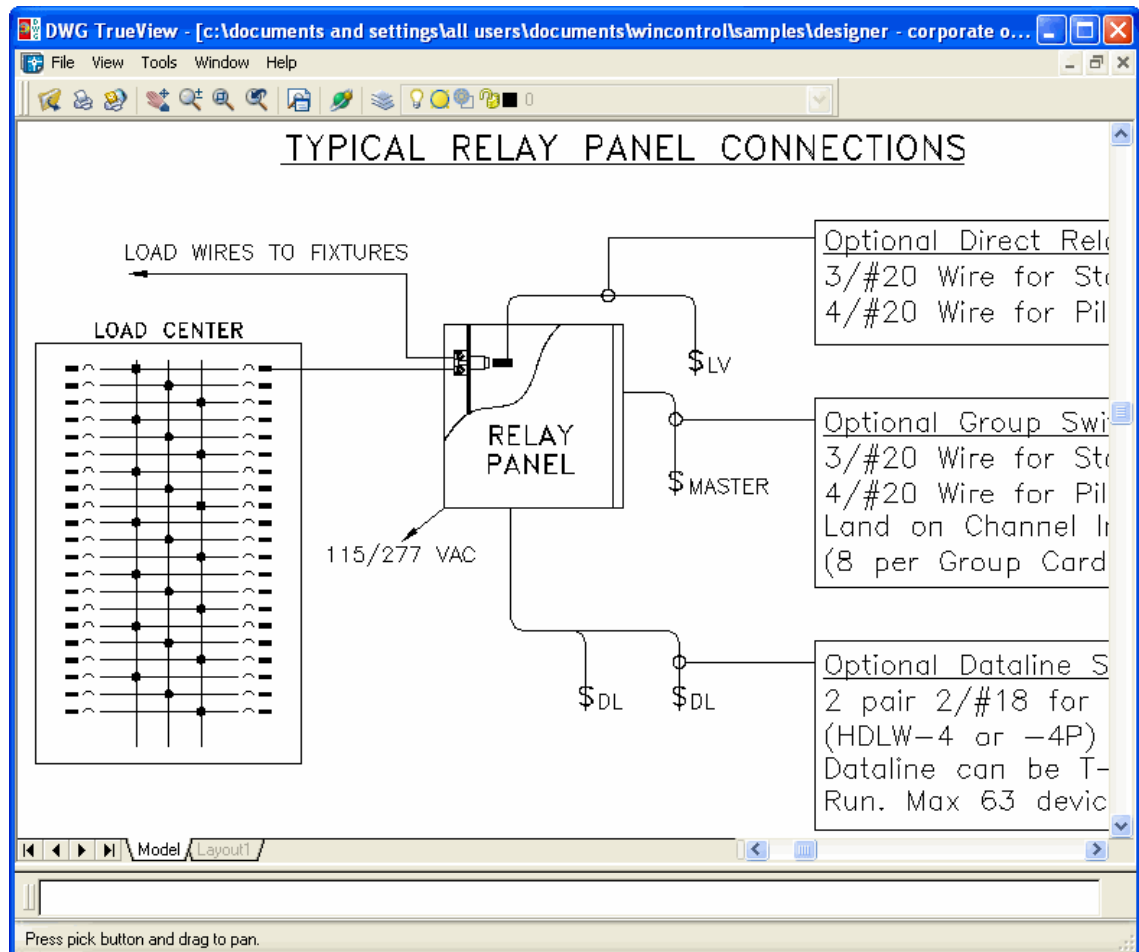 DWG TrueView - [c:\documents and settings\all users\documents\wincontrol\samples\designer - corporate o...
File View Tools Window Help
0
TYPICAL RELAY PANEL CONNECTIONS
LOAD WIRES TO FIXTURES
LOAD CENTER
RELAY
PANEL
115/277 VAC
$LV
$MASTER
$DL
$DL
Optional Direct Rel
3/#20 Wire for St
4/#20 Wire for Pil
Optional Group Swi
3/#20 Wire for St
4/#20 Wire for Pil
Land on Channel I
(8 per Group Card
Optional Dataline S
2 pair 2/#18 for
(HDLW-4 or -4P)
Dataline can be T-
Run. Max 63 devic
Model Layout1
Press pick button and drag to pan.